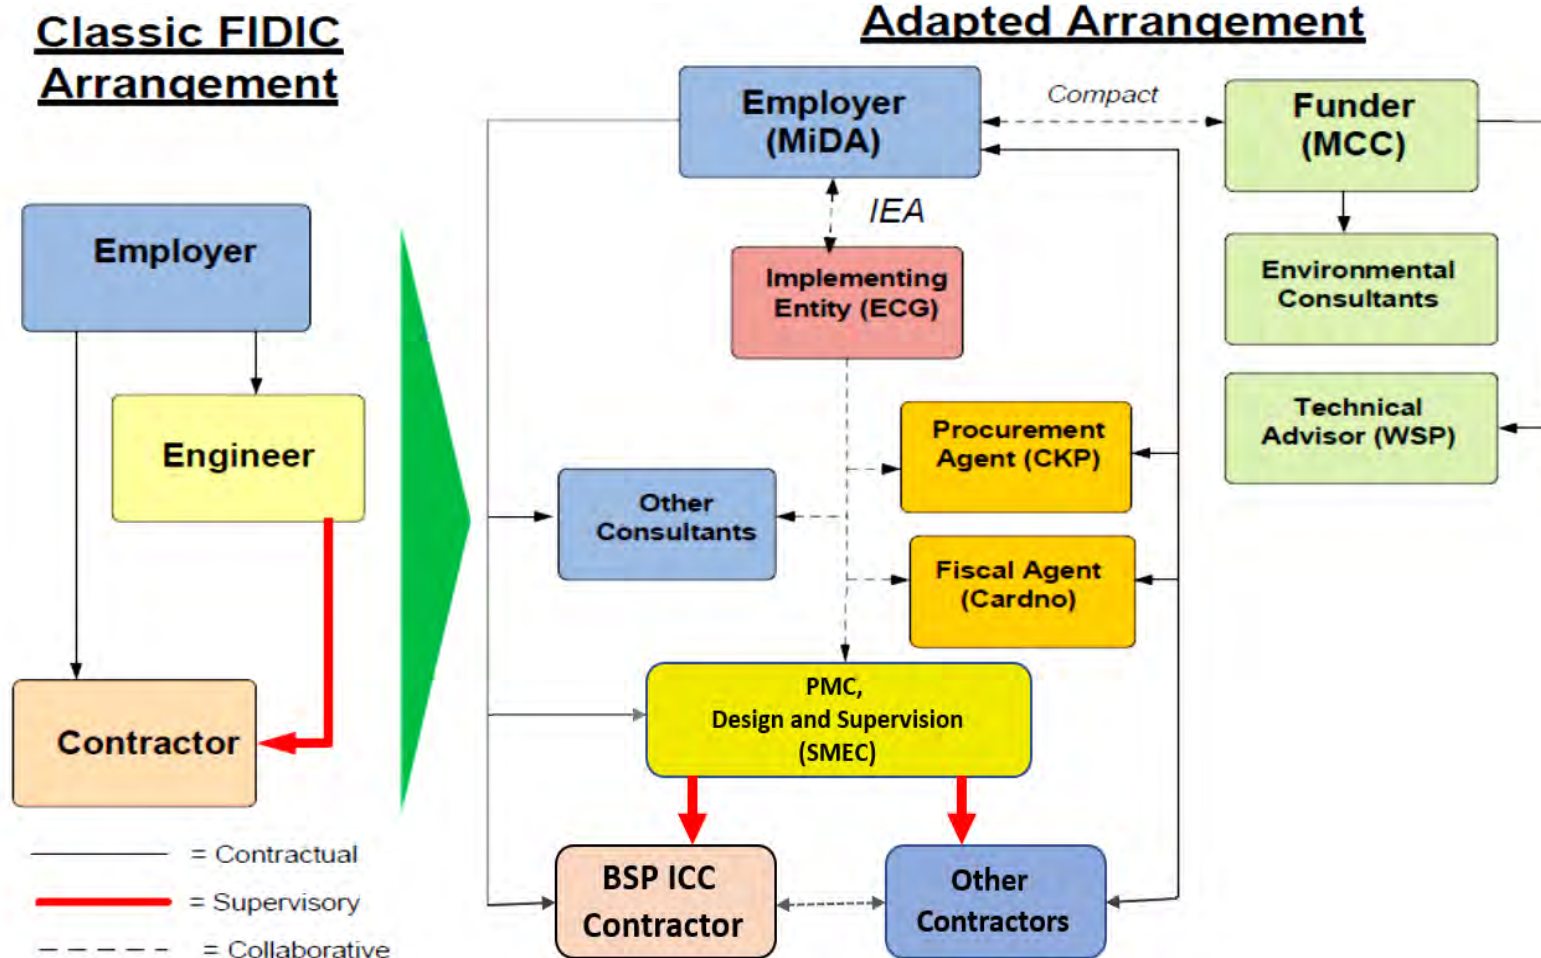 Classic FIDIC
Arrangement
Adapted Arrangement
Employer
Engineer
Contractor
= Contractual
= Supervisory
= Collaborative
Employer
(MiDA)
Compact
Funder
(MCC)
IEA
Implementing
Entity (ECG)
Environmental
Consultants
Technical
Advisor (WSP)
Procurement
Agent (CKP)
Other
Consultants
Fiscal Agent
(Cardno)
PMC,
Design and Supervision
(SMEC)
BSP ICC
Contractor
Other
Contractors